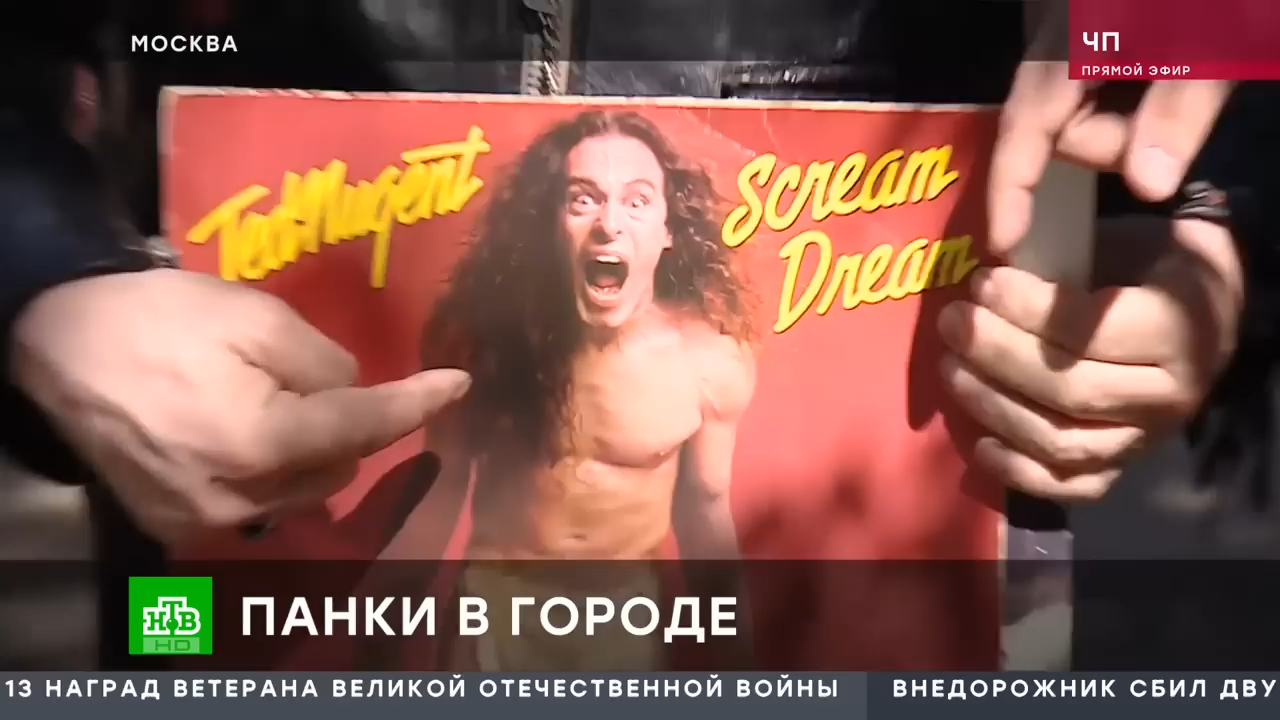 МОСКВА
ЧП
ПРЯМОЙ ЭФИР
Ted Nugent
Scream
Dream
НТВ
HD
ПАНКИ В ГОРОДЕ
13 НАГРАД ВЕТЕРАНА ВЕЛИКОЙ ОТЕЧЕСТВЕННОЙ ВОЙНЫ
ВНЕДОРОЖНИК СБИЛ ДВУ